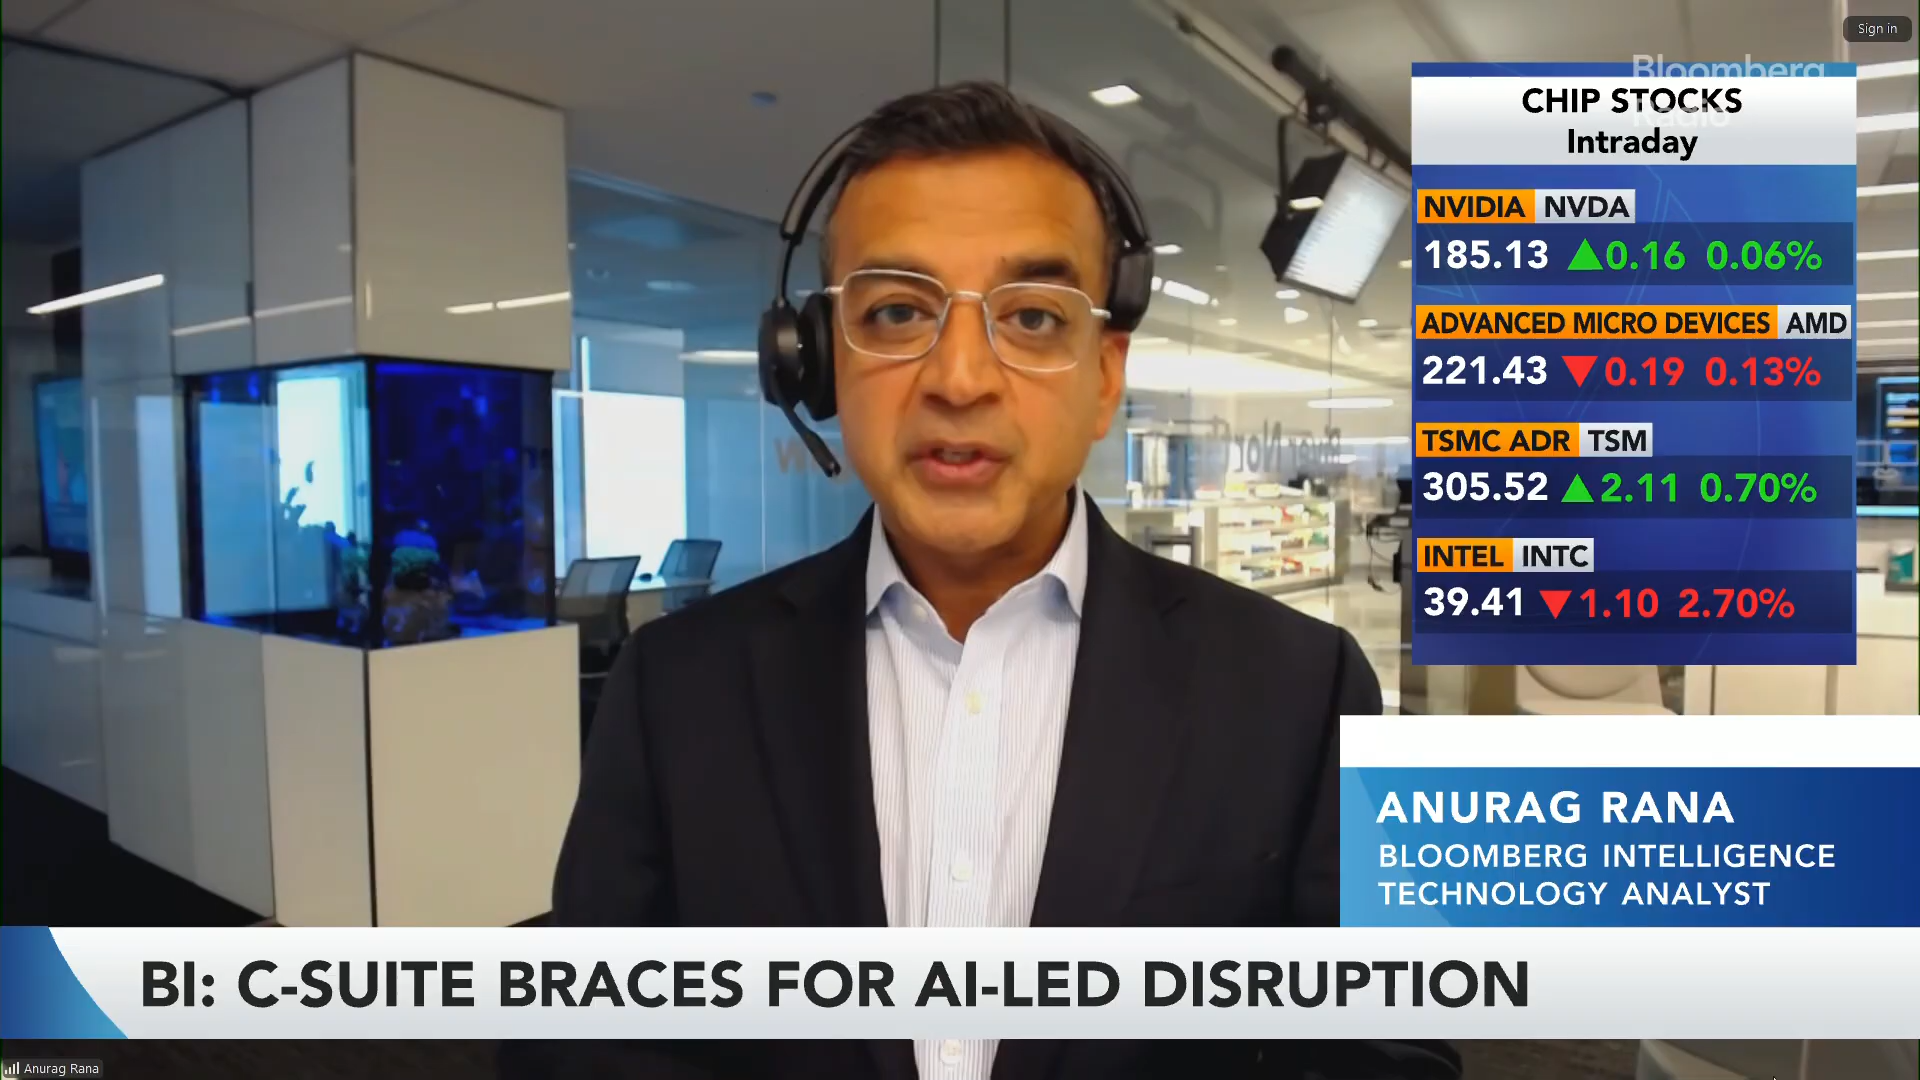 Sign in
Bloomberg
Radio
CHIP STOCKS
Intraday
NVIDIA NVDA
185.13 ▲0.16 0.06%
ADVANCED MICRO DEVICES AMD
221.43 ▼0.19 0.13%
TSMC ADR TSM
305.52 ▲2.11 0.70%
INTEL INTC
39.41 ▼1.10 2.70%
ANURAG RANA
BLOOMBERG INTELLIGENCE
TECHNOLOGY ANALYST
BI: C-SUITE BRACES FOR AI-LED DISRUPTION
Anurag Rana